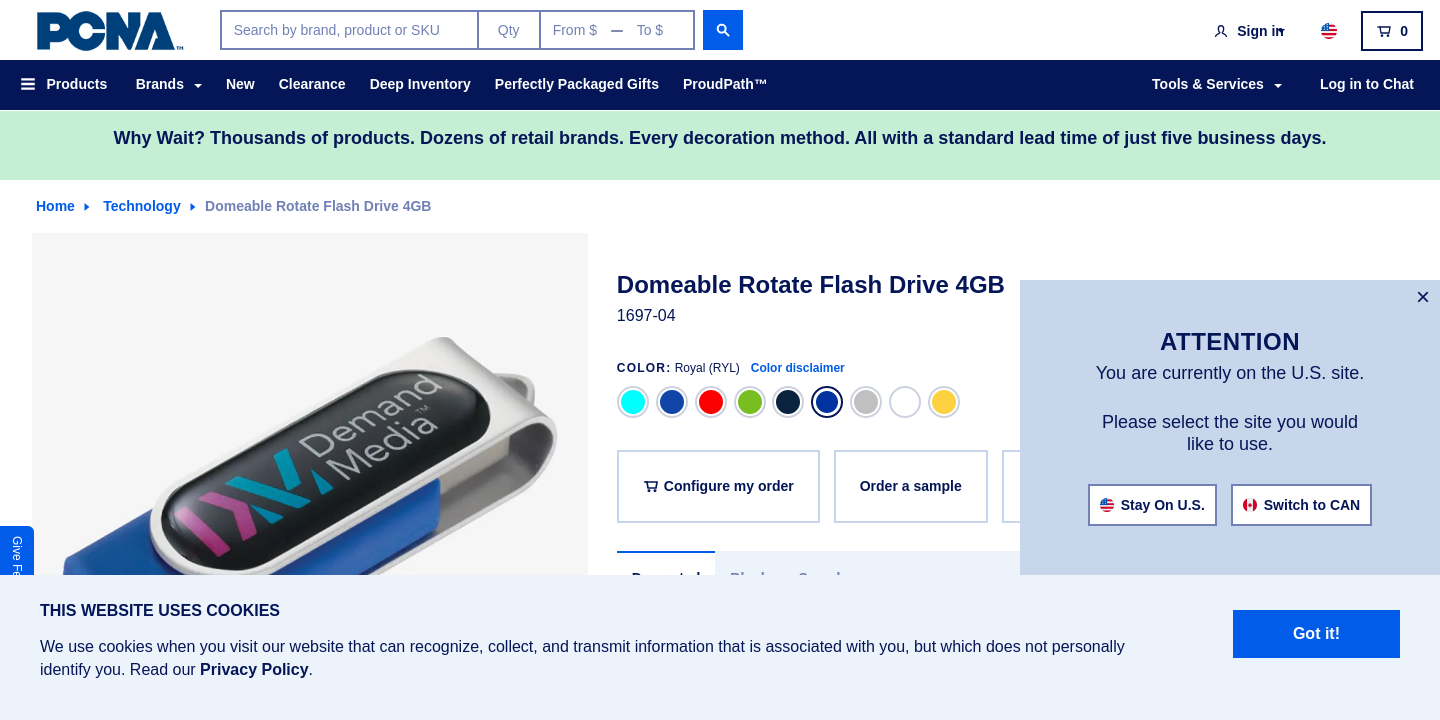 PCNA™
Search by brand, product or SKU Qty From $ — To $
Sign in 0
Products Brands New Clearance Deep Inventory Perfectly Packaged Gifts ProudPath™ Tools & Services Log in to Chat
Why Wait? Thousands of products. Dozens of retail brands. Every decoration method. All with a standard lead time of just five business days.
Home Technology Domeable Rotate Flash Drive 4GB
Domeable Rotate Flash Drive 4GB
1697-04
COLOR: Royal (RYL) Color disclaimer
Demand
Media™
Configure my order Order a sample
ATTENTION
You are currently on the U.S. site.
Please select the site you would
like to use.
Stay On U.S. Switch to CAN
Give
THIS WEBSITE USES COOKIES
We use cookies when you visit our website that can recognize, collect, and transmit information that is associated with you, but which does not personally
identify you. Read our Privacy Policy.
Got it!